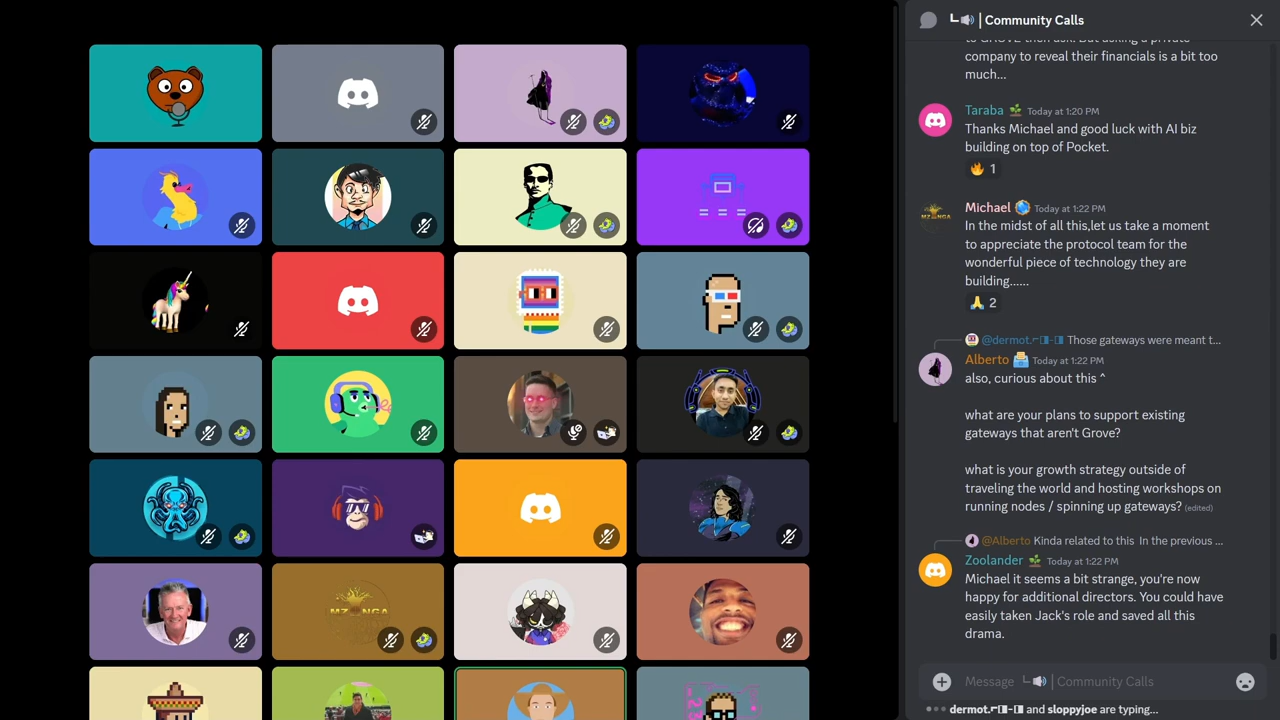 Community Calls
to GROVE then ask. But asking a private
company to reveal their financials is a bit too
much...
Taraba Today at 1:20 PM
Thanks Michael and good luck with AI biz
building on top of Pocket.
🔥 1
MZONGA
Michael Today at 1:22 PM
In the midst of all this,let us take a moment
to appreciate the protocol team for the
wonderful piece of technology they are
building......
🙏 2
@dermot. Those gateways were meant t...
Alberto Today at 1:22 PM
also, curious about this ^
what are your plans to support existing
gateways that aren't Grove?
what is your growth strategy outside of
traveling the world and hosting workshops on
running nodes / spinning up gateways? (edited)
@Alberto Kinda related to this In the previous ...
Zoolander Today at 1:22 PM
Michael it seems a bit strange, you're now
happy for additional directors. You could have
easily taken Jack's role and saved all this
drama.
Message Community Calls
dermot. and sloppyjoe are typing...